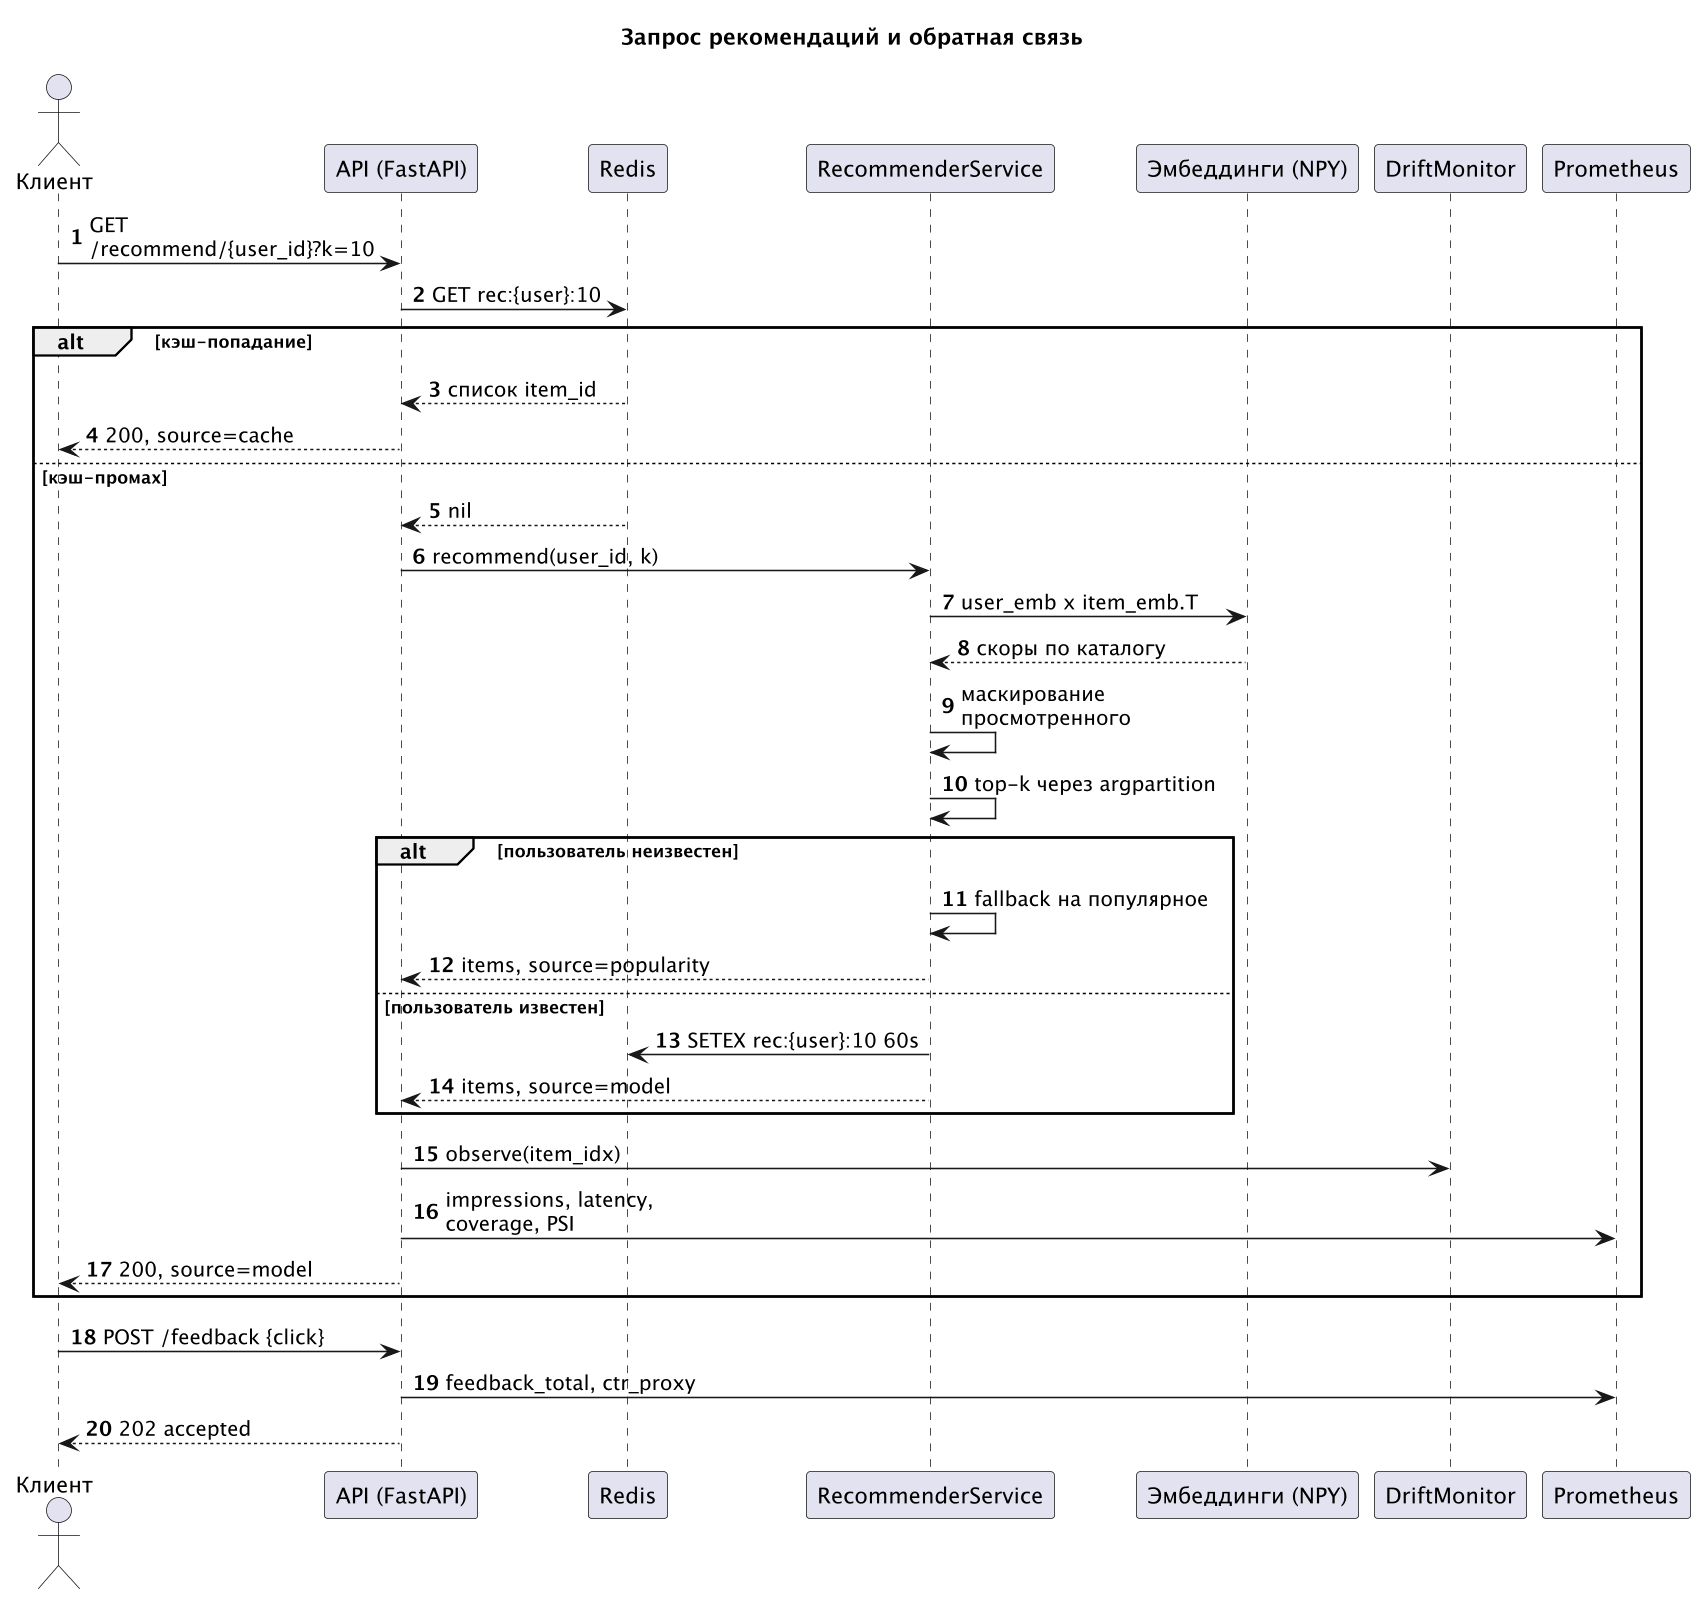 Запрос рекомендаций и обратная связь
Клиент
API (FastAPI)
Redis
RecommenderService
Эмбеддинги (NPY)
DriftMonitor
Prometheus
1 GET
/recommend/{user_id}?k=10
2 GET rec:{user}:10
alt [кэш-попадание]
3 список item_id
4 200, source=cache
[кэш-промах]
5 nil
6 recommend(user_id, k)
7 user_emb x item_emb.T
8 скоры по каталогу
9 маскирование
просмотренного
10 top-k через argpartition
alt [пользователь неизвестен]
11 fallback на популярное
12 items, source=popularity
[пользователь известен]
13 SETEX rec:{user}:10 60s
14 items, source=model
15 observe(item_idx)
16 impressions, latency,
coverage, PSI
17 200, source=model
18 POST /feedback {click}
19 feedback_total, ctr_proxy
20 202 accepted
Клиент
API (FastAPI)
Redis
RecommenderService
Эмбеддинги (NPY)
DriftMonitor
Prometheus